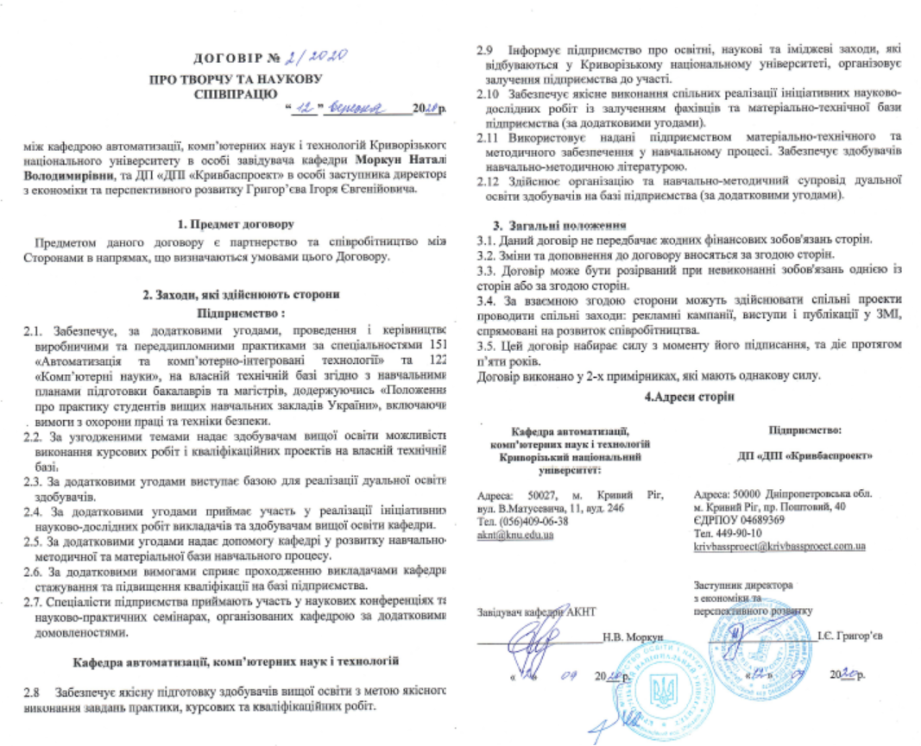 ДОГОВІР № 2/2020
ПРО ТВОРЧУ ТА НАУКОВУ
СПІВПРАЦЮ
“ 12 ” вересня 2020р.
між кафедрою автоматизації, комп’ютерних наук і технологій Криворізького
національного університету в особі завідувача кафедри Моркун Наталі
Володимирівни, та ДП «ДПІ «Кривбаспроект» в особі заступника директора
з економіки та перспективного розвитку Григор’єва Ігоря Євгенійовича.
1. Предмет договору
Предметом даного договору є партнерство та співробітництво між
Сторонами в напрямах, що визначаються умовами цього Договору.
2. Заходи, які здійснюють сторони
Підприємство :
2.1. Забезпечує, за додатковими угодами, проведення і керівництво
виробничими та переддипломними практиками за спеціальностями 151
«Автоматизація та комп’ютерно-інтегровані технології» та 122
«Комп’ютерні науки», на власній технічній базі згідно з навчальними
планами підготовки бакалаврів та магістрів, додержуючись «Положення
про практику студентів вищих навчальних закладів України», включаючи
вимоги з охорони праці та техніки безпеки.
2.2. За узгодженими темами надає здобувачам вищої освіти можливість
виконання курсових робіт і кваліфікаційних проектів на власній технічній
базі.
2.3. За додатковими угодами виступає базою для реалізації дуальної освіти
здобувачів.
2.4. За додатковими угодами приймає участь у реалізації ініціативних
науково-дослідних робіт викладачів та здобувачам вищої освіти кафедри.
2.5. За додатковими угодами надає допомогу кафедрі у розвитку навчально-
методичної та матеріальної бази навчального процесу.
2.6. За додатковими вимогами сприяє проходженню викладачами кафедри
стажування та підвищення кваліфікації на базі підприємства.
2.7. Спеціалісти підприємства приймають участь у наукових конференціях та
науково-практичних семінарах, організованих кафедрою за додатковими
домовленостями.
Кафедра автоматизації, комп’ютерних наук і технологій
2.8 Забезпечує якісну підготовку здобувачів вищої освіти з метою якісного
виконання завдань практики, курсових та кваліфікаційних робіт.
2.9 Інформує підприємство про освітні, наукові та іміджеві заходи, які
відбуваються у Криворізькому національному університеті, організовує
залучення підприємства до участі.
2.10 Забезпечує якісне виконання спільних реалізації ініціативних науково-
дослідних робіт із залученням фахівців та матеріально-технічної бази
підприємства (за додатковими угодами).
2.11 Використовує надані підприємством матеріально-технічного та
методичного забезпечення у навчальному процесі. Забезпечує здобувачів
навчально-методичною літературою.
2.12 Здійснює організацію та навчально-методичний супровід дуальної
освіти здобувачів на базі підприємства (за додатковими угодами).
3. Загальні положення
3.1. Даний договір не передбачає жодних фінансових зобов'язань сторін.
3.2. Зміни та доповнення до договору вносяться за згодою сторін.
3.3. Договір може бути розірваний при невиконанні зобов'язань однією із
сторін або за згодою сторін.
3.4. За взаємною згодою сторони можуть здійснювати спільні проекти
проводити спільні заходи: рекламні кампанії, виступи і публікації у ЗМІ,
спрямовані на розвиток співробітництва.
3.5. Цей договір набирає силу з моменту його підписання, та діє протягом
п’яти років.
Договір виконано у 2-х примірниках, які мають однакову силу.
4.Адреси сторін
Кафедра автоматизації,
комп’ютерних наук і технологій
Криворізький національний
університет:
Адреса: 50027, м. Кривий Ріг,
вул. В.Матусевича, 11, ауд. 246
Тел. (056)409-06-38
aknt@knu.edu.ua
Завідувач кафедри АКНТ
Н.В. Моркун
« 12 » 09 2020р.
Підприємство:
ДП «ДПІ «Кривбаспроект»
Адреса: 50000 Дніпропетровська обл.
м. Кривий Ріг, пр. Поштовий, 40
ЄДРПОУ 04689369
Тел. 449-90-10
krivbassproect@krivbassproect.com.ua
Заступник директора
з економіки та
перспективного розвитку
І.Є. Григор’єв
«12» 09 2020р.